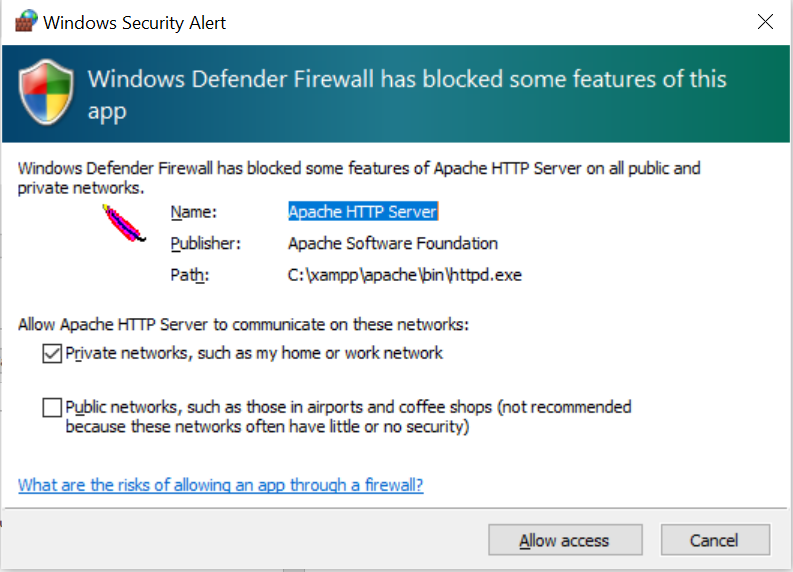 Windows Security Alert
Windows Defender Firewall has blocked some features of this
app
Windows Defender Firewall has blocked some features of Apache HTTP Server on all public and
private networks.
Name: Apache HTTP Server
Publisher: Apache Software Foundation
Path: C:\xampp\apache\bin\httpd.exe
Allow Apache HTTP Server to communicate on these networks:
Private networks, such as my home or work network
Public networks, such as those in airports and coffee shops (not recommended
because these networks often have little or no security)
What are the risks of allowing an app through a firewall?
Allow access Cancel